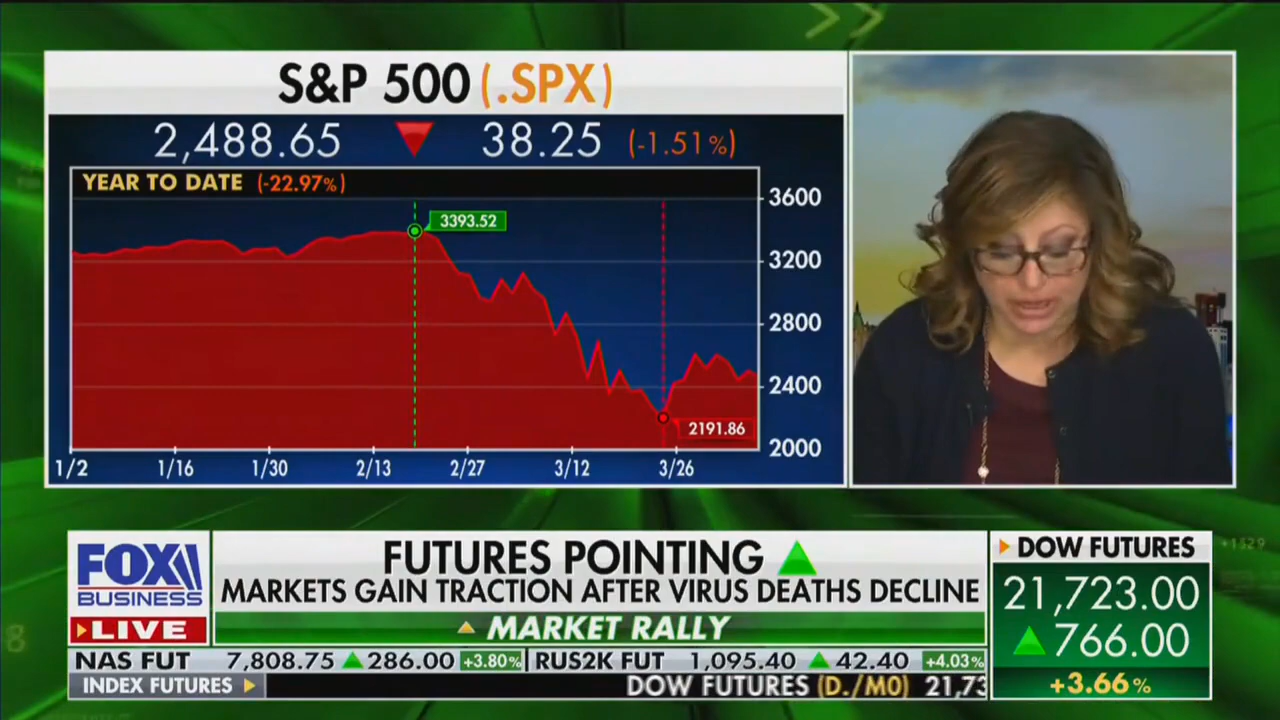 S&P 500 (.SPX)
2,488.65 ▼ 38.25 (-1.51%)
YEAR TO DATE (-22.97%)
3393.52
2191.86
3600
3200
2800
2400
2000
1/2 1/16 1/30 2/13 2/27 3/12 3/26
FOX BUSINESS
LIVE
FUTURES POINTING ▲
MARKETS GAIN TRACTION AFTER VIRUS DEATHS DECLINE
MARKET RALLY
DOW FUTURES
21,723.00
▲ 766.00
+3.66%
NAS FUT 7,808.75 ▲ 286.00 +3.80% RUS2K FUT 1,095.40 ▲ 42.40 +4.03%
INDEX FUTURES DOW FUTURES (D./M0) 21,73